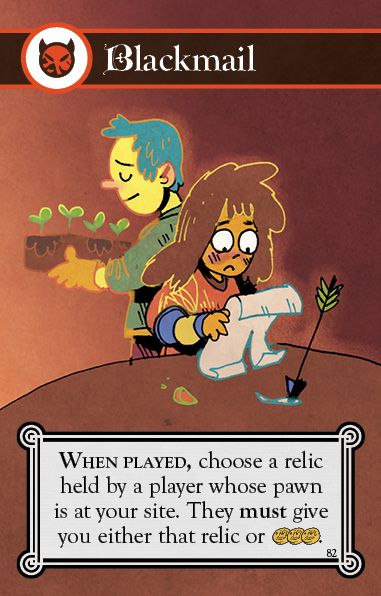 Blackmail
WHEN PLAYED, choose a relic
held by a player whose pawn
is at your site. They must give
you either that relic or .
82